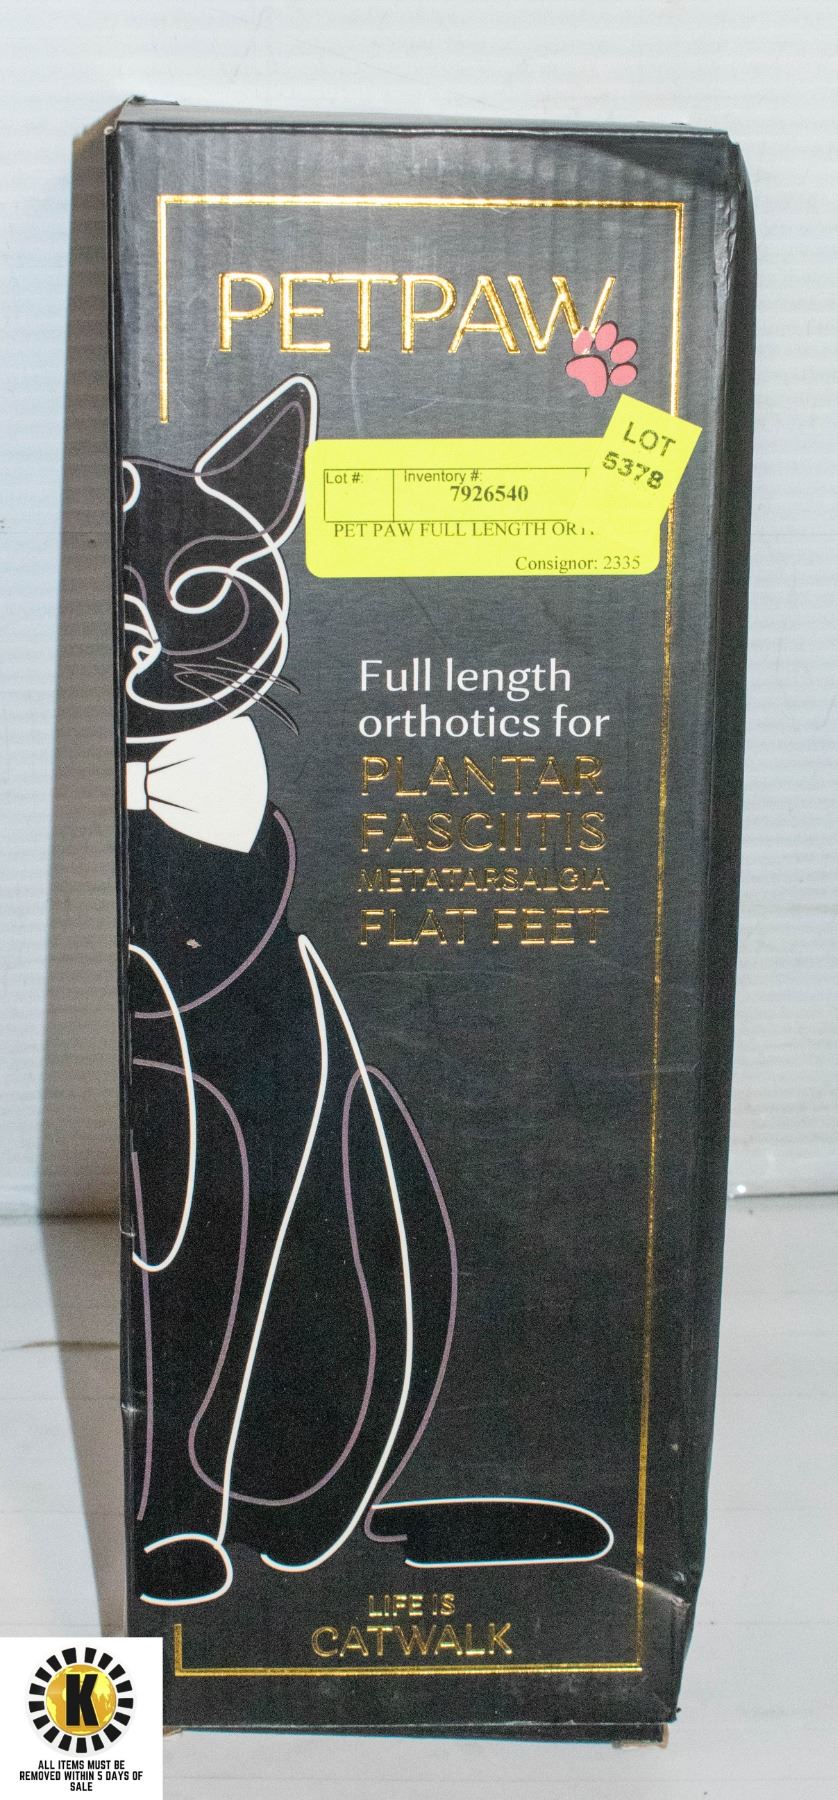 PETPAW
LOT
5378
Lot #:
Inventory #:
7926540
PET PAW FULL LENGTH
Consignor: 2335
Full length
orthotics for
PLANTAR
FASCIITIS
METATARSALGIA
FLAT FEET
LIFE IS
CATWALK
K
ALL ITEMS MUST BE
REMOVED WITHIN 5 DAYS OF
SALE